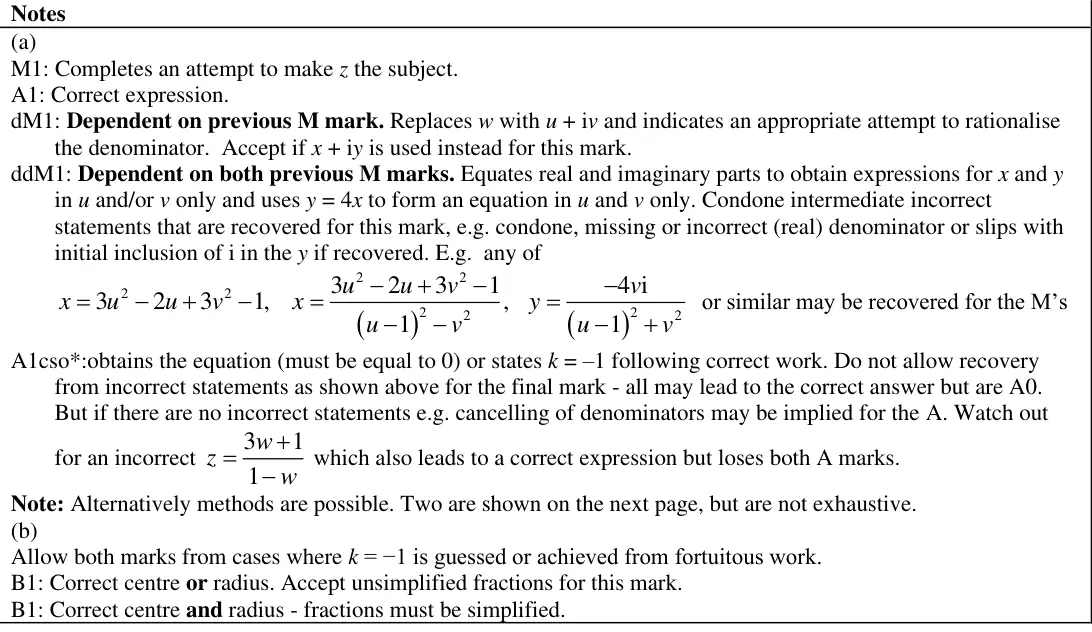 Notes
(a)
M1: Completes an attempt to make z the subject.
A1: Correct expression.
dM1: Dependent on previous M mark. Replaces w with u + iv and indicates an appropriate attempt to rationalise
the denominator.  Accept if x + iy is used instead for this mark.
ddM1: Dependent on both previous M marks. Equates real and imaginary parts to obtain expressions for x and y
in u and/or v only and uses y = 4x to form an equation in u and v only. Condone intermediate incorrect
statements that are recovered for this mark, e.g. condone, missing or incorrect (real) denominator or slips with
initial inclusion of i in the y if recovered. E.g.  any of
x = 3u² − 2u + 3v² − 1,  x = (3u² − 2u + 3v² − 1)/((u − 1)² − v²),  y = (−4vi)/((u − 1)² + v²)  or similar may be recovered for the M’s
A1cso*:obtains the equation (must be equal to 0) or states k = –1 following correct work. Do not allow recovery
from incorrect statements as shown above for the final mark - all may lead to the correct answer but are A0.
But if there are no incorrect statements e.g. cancelling of denominators may be implied for the A. Watch out
for an incorrect z = (3w + 1)/(1 − w) which also leads to a correct expression but loses both A marks.
Note: Alternatively methods are possible. Two are shown on the next page, but are not exhaustive.
(b)
Allow both marks from cases where k = −1 is guessed or achieved from fortuitous work.
B1: Correct centre or radius. Accept unsimplified fractions for this mark.
B1: Correct centre and radius - fractions must be simplified.